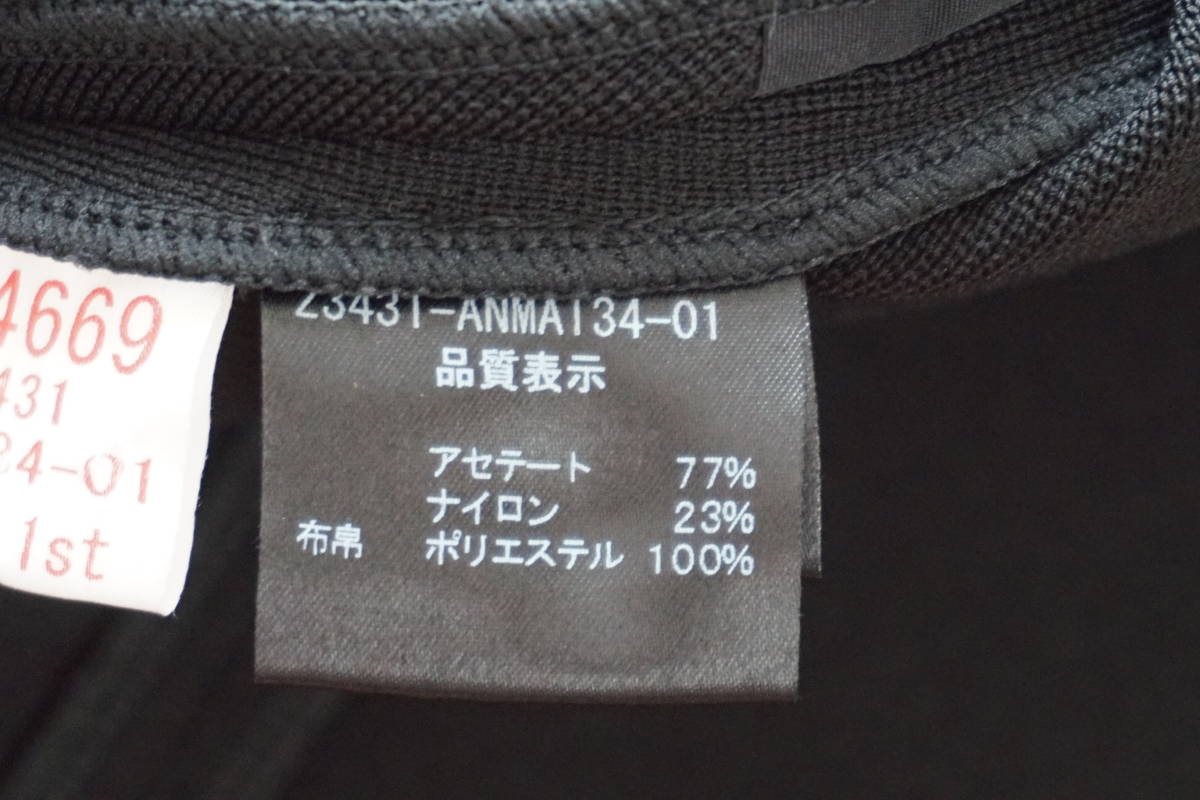 4669
431
34-01
1st
23431-ANMA134-01
品質表示
アセテート 77%
ナイロン 23%
布帛 ポリエステル 100%